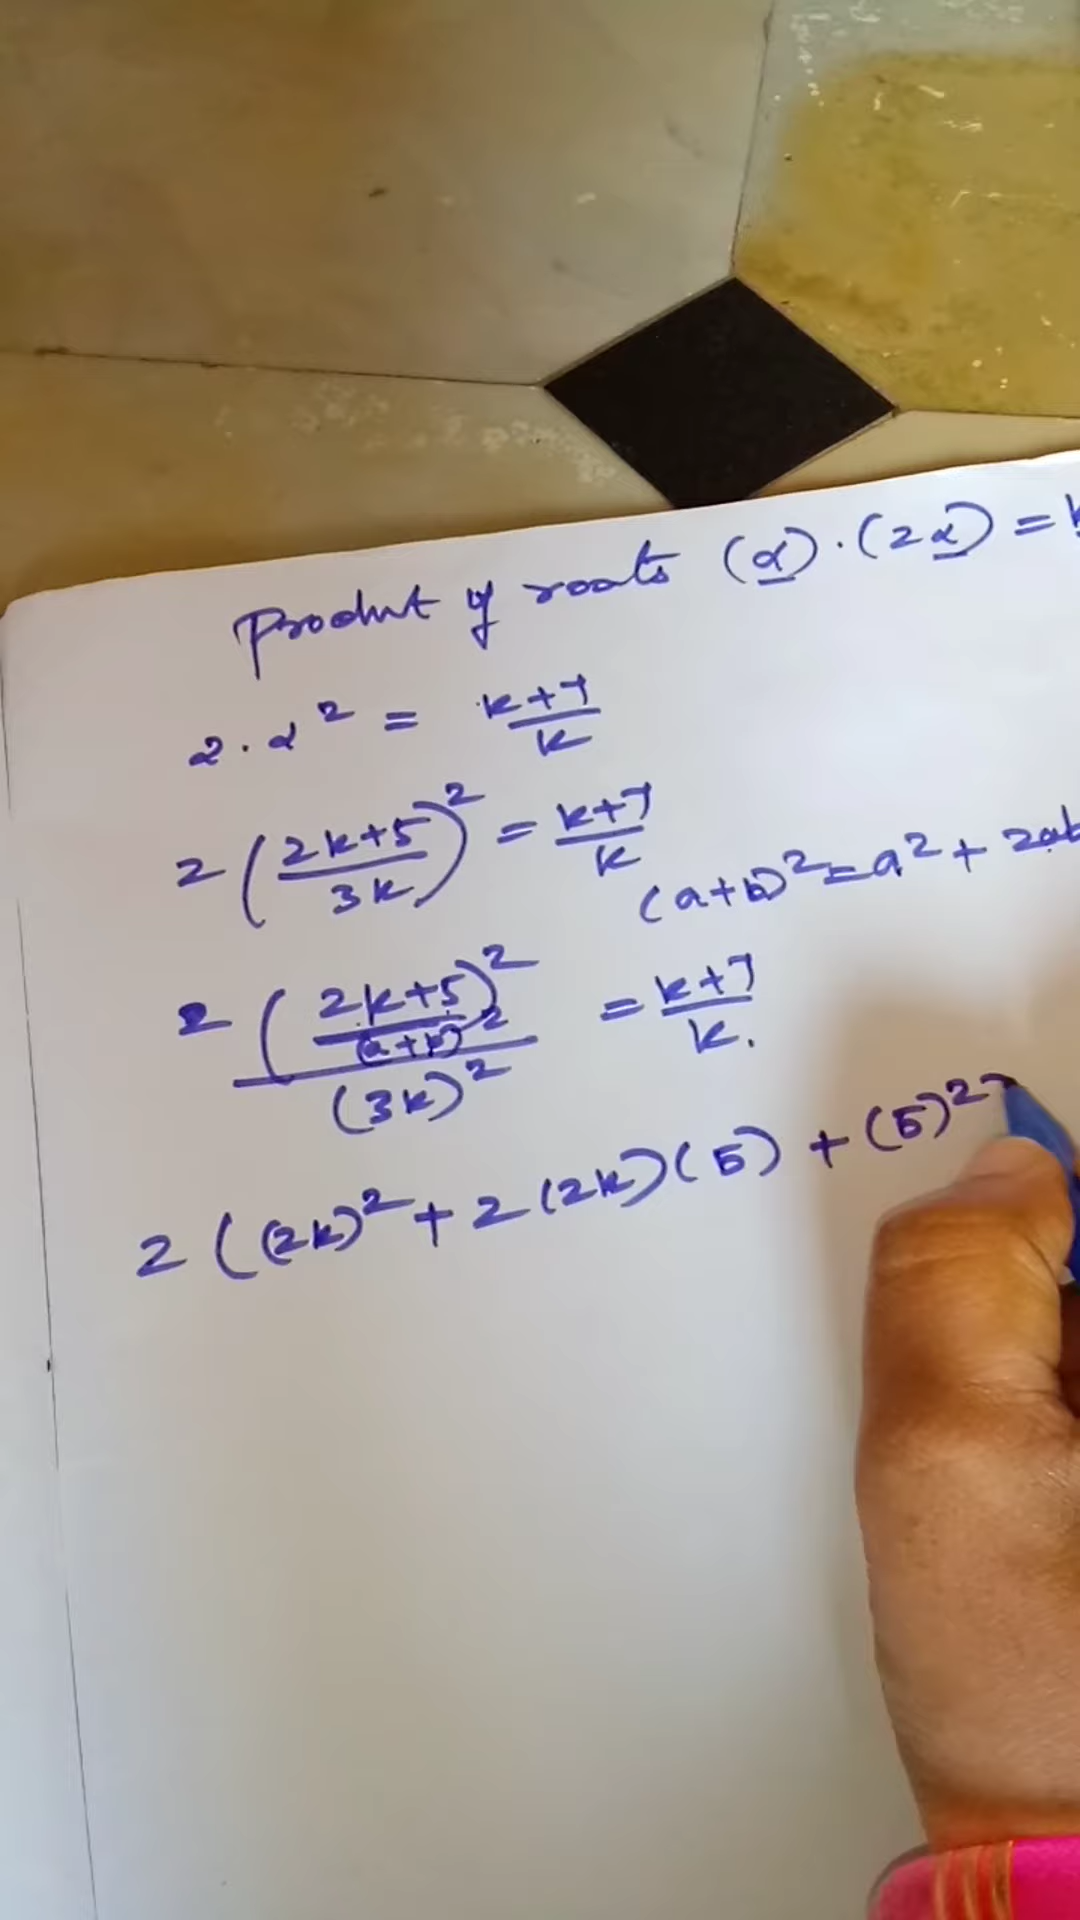 Product of roots (α)·(2α) = k
2·α² = k+7/k
2(2k+5/3k)² = k+7/k
(a+b)² = a² + 2ab
2(2k+5)²/(3k)² = k+7/k.
(a+b)²
2((2k)² + 2(2k)(5) + (5)²)